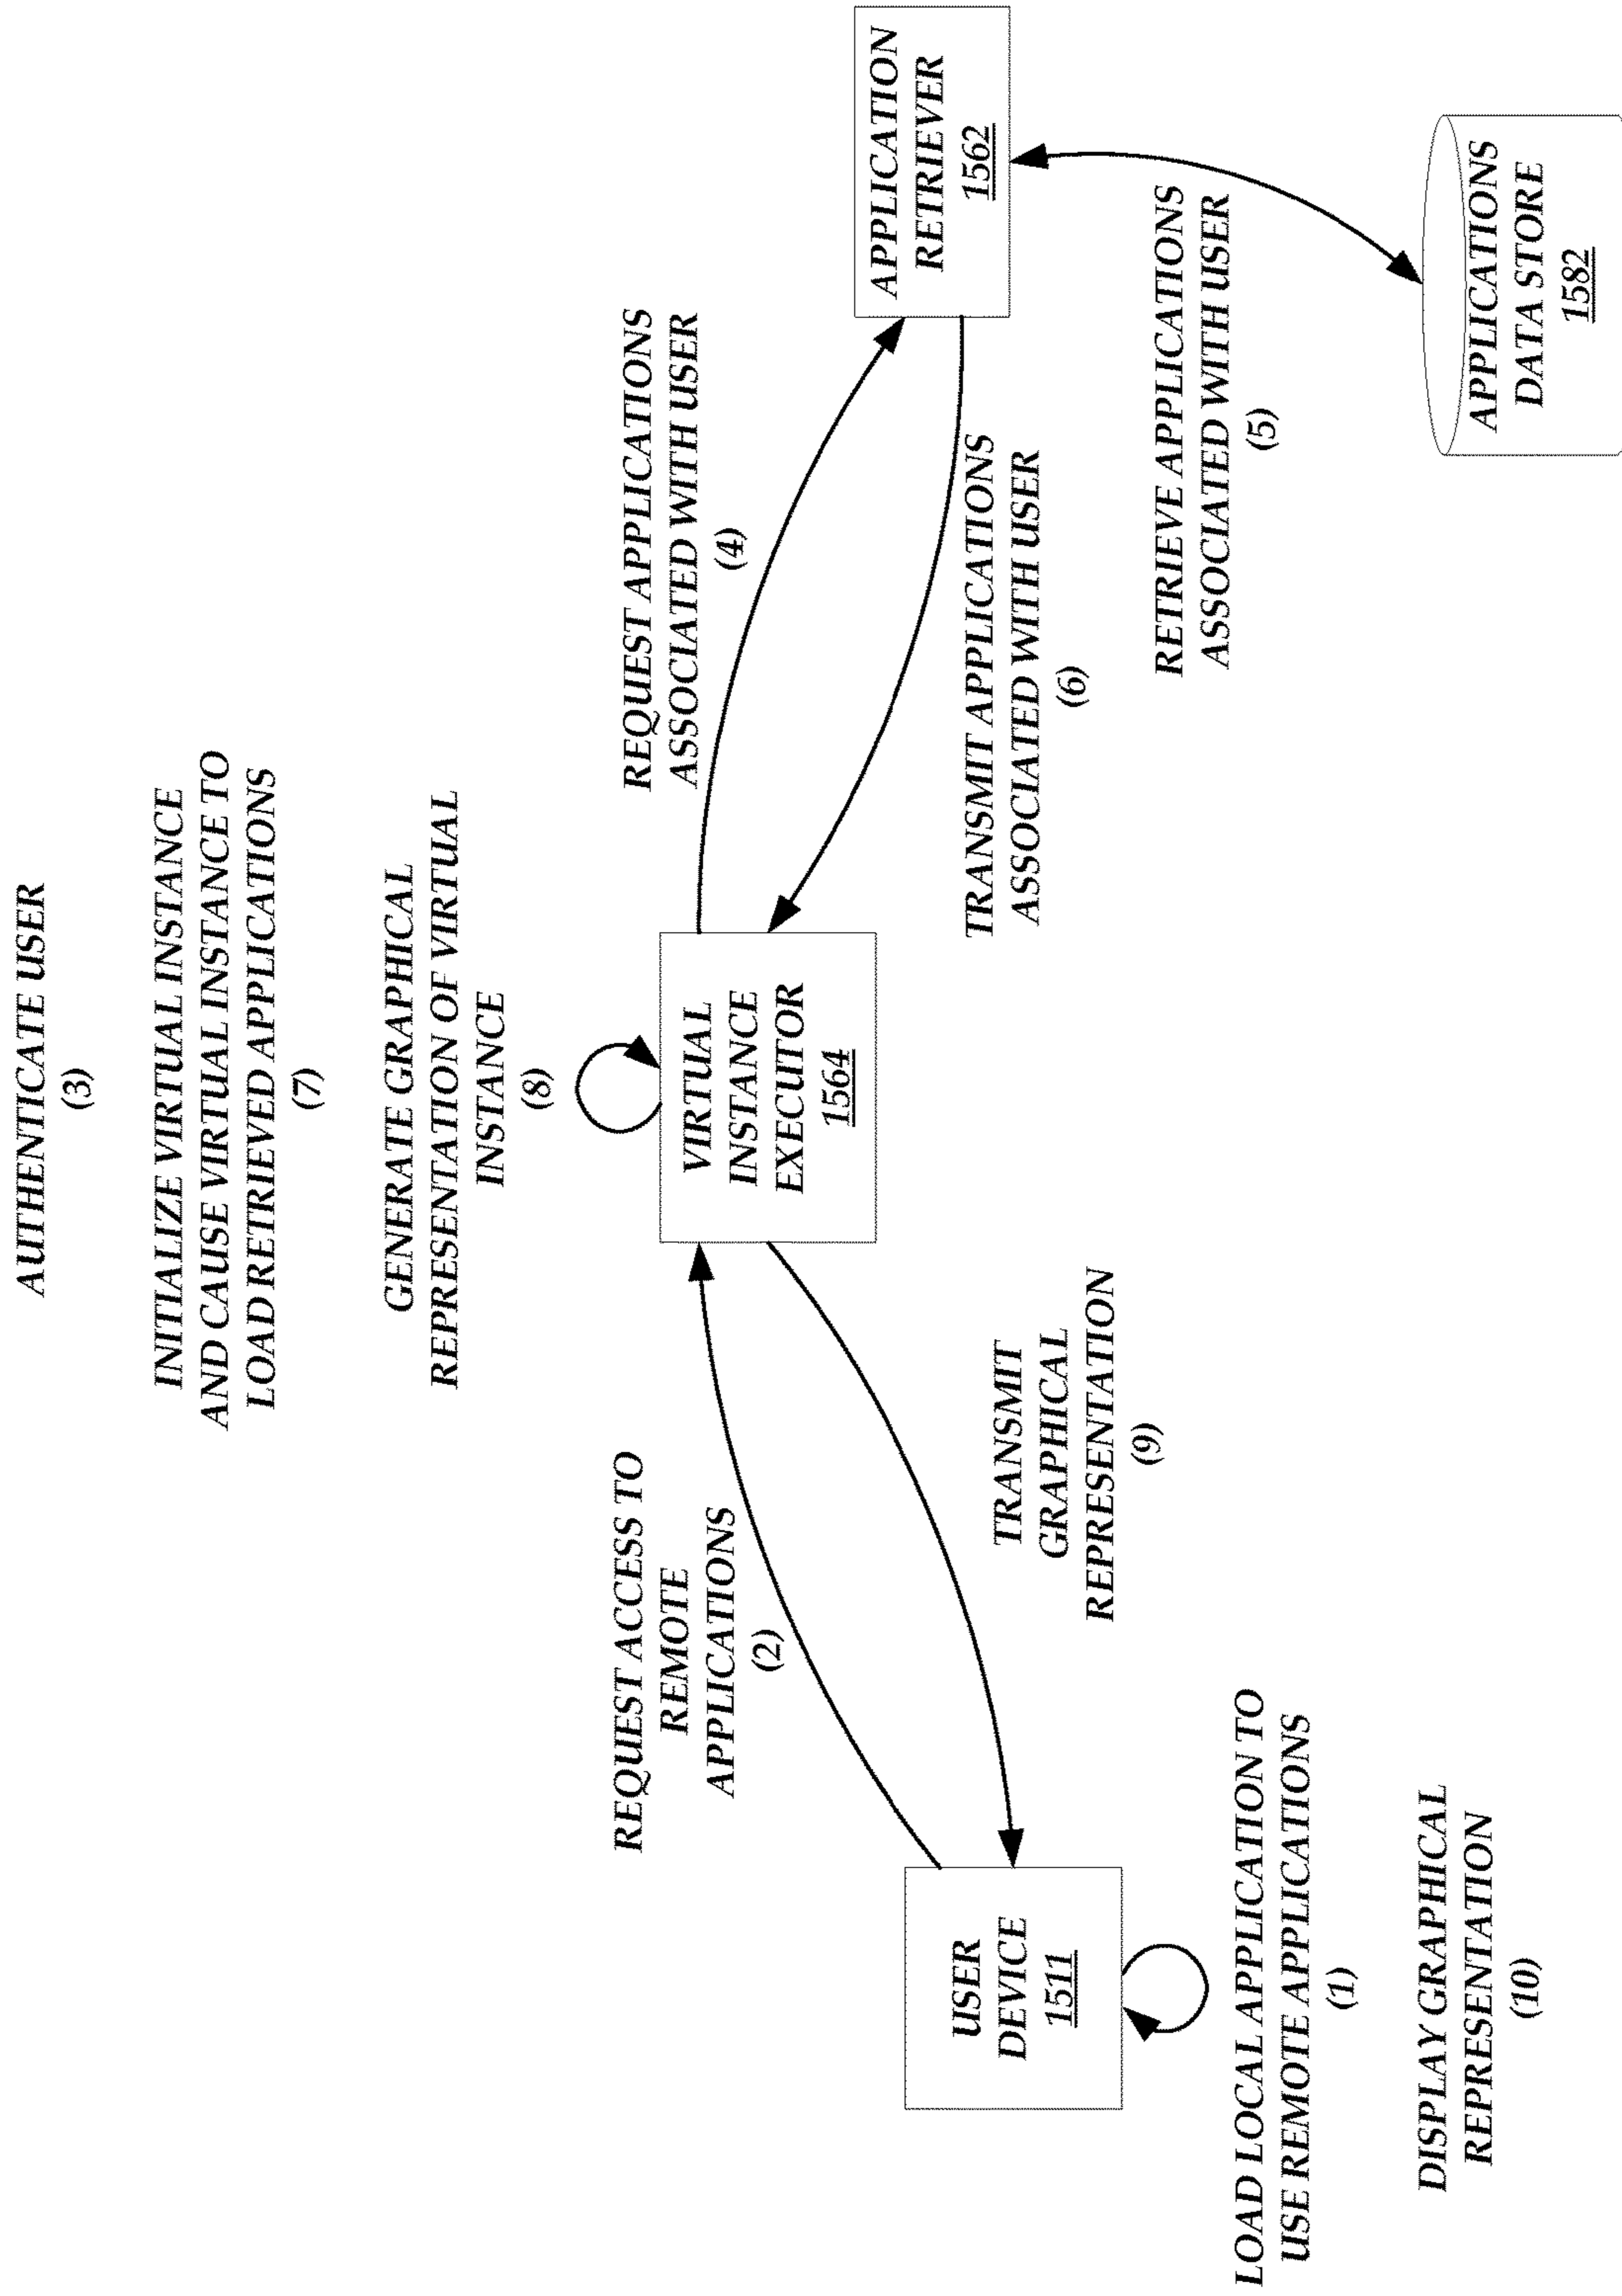 AUTHENTICATE USER
(3)
INITIALIZE VIRTUAL INSTANCE
AND CAUSE VIRTUAL INSTANCE TO
LOAD RETRIEVED APPLICATIONS
(7)
GENERATE GRAPHICAL
REPRESENTATION OF VIRTUAL
INSTANCE
(8)
REQUEST ACCESS TO
REMOTE
APPLICATIONS
(2)
REQUEST APPLICATIONS
ASSOCIATED WITH USER
(4)
VIRTUAL
INSTANCE
EXECUTOR
1564
APPLICATION
RETRIEVER
1562
USER
DEVICE
1511
TRANSMIT
GRAPHICAL
REPRESENTATION
(9)
TRANSMIT APPLICATIONS
ASSOCIATED WITH USER
(6)
RETRIEVE APPLICATIONS
ASSOCIATED WITH USER
(5)
LOAD LOCAL APPLICATION TO
USE REMOTE APPLICATIONS
(1)
DISPLAY GRAPHICAL
REPRESENTATION
(10)
APPLICATIONS
DATA STORE
1582